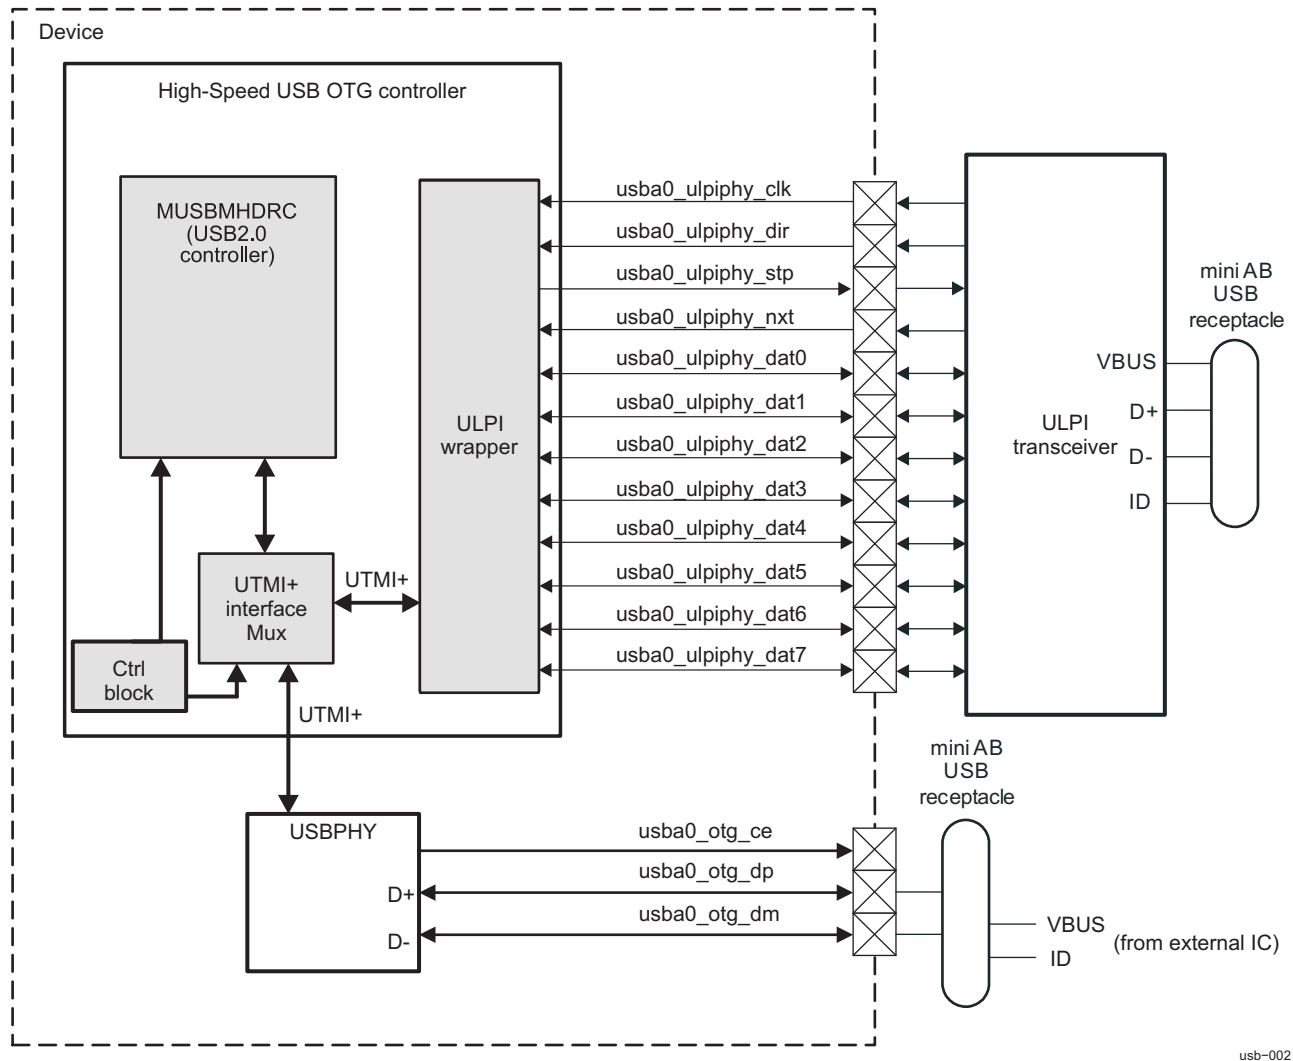 Device
High-Speed USB OTG controller
MUSBMHDRC
(USB2.0
controller)
ULPI
wrapper
usba0_ulpiphy_clk
usba0_ulpiphy_dir
usba0_ulpiphy_stp
usba0_ulpiphy_nxt
usba0_ulpiphy_dat0
usba0_ulpiphy_dat1
usba0_ulpiphy_dat2
usba0_ulpiphy_dat3
usba0_ulpiphy_dat4
usba0_ulpiphy_dat5
usba0_ulpiphy_dat6
usba0_ulpiphy_dat7
ULPI
transceiver
VBUS
D+
D-
ID
mini AB
USB
receptacle
UTMI+
interface
Mux
UTMI+
Ctrl
block
UTMI+
USBPHY
D+
D-
usba0_otg_ce
usba0_otg_dp
usba0_otg_dm
mini AB
USB
receptacle
VBUS
ID
(from external IC)
usb-002